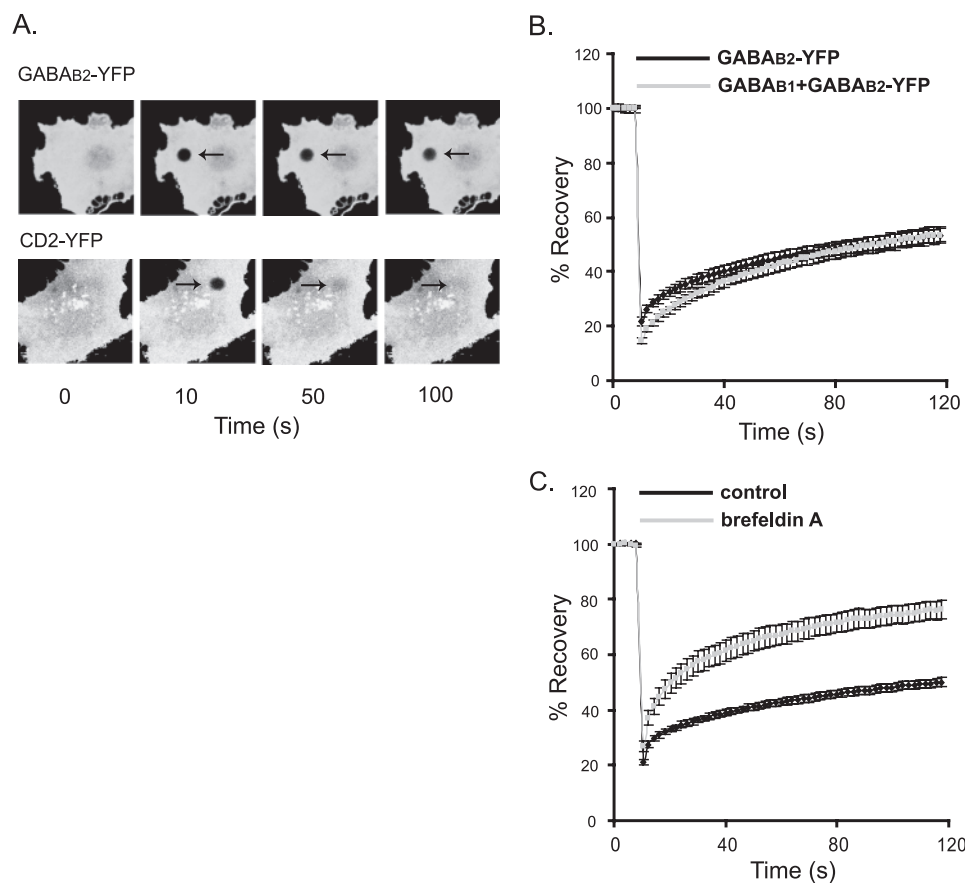 A.
GABAB2-YFP
CD2-YFP
0 10 50 100
Time (s)
B.
GABAB2-YFP
GABAB1+GABAB2-YFP
120
100
80
60
40
20
0
% Recovery
0 40 80 120
Time (s)
C.
control
brefeldin A
120
100
80
60
40
20
0
% Recovery
0 40 80 120
Time (s)